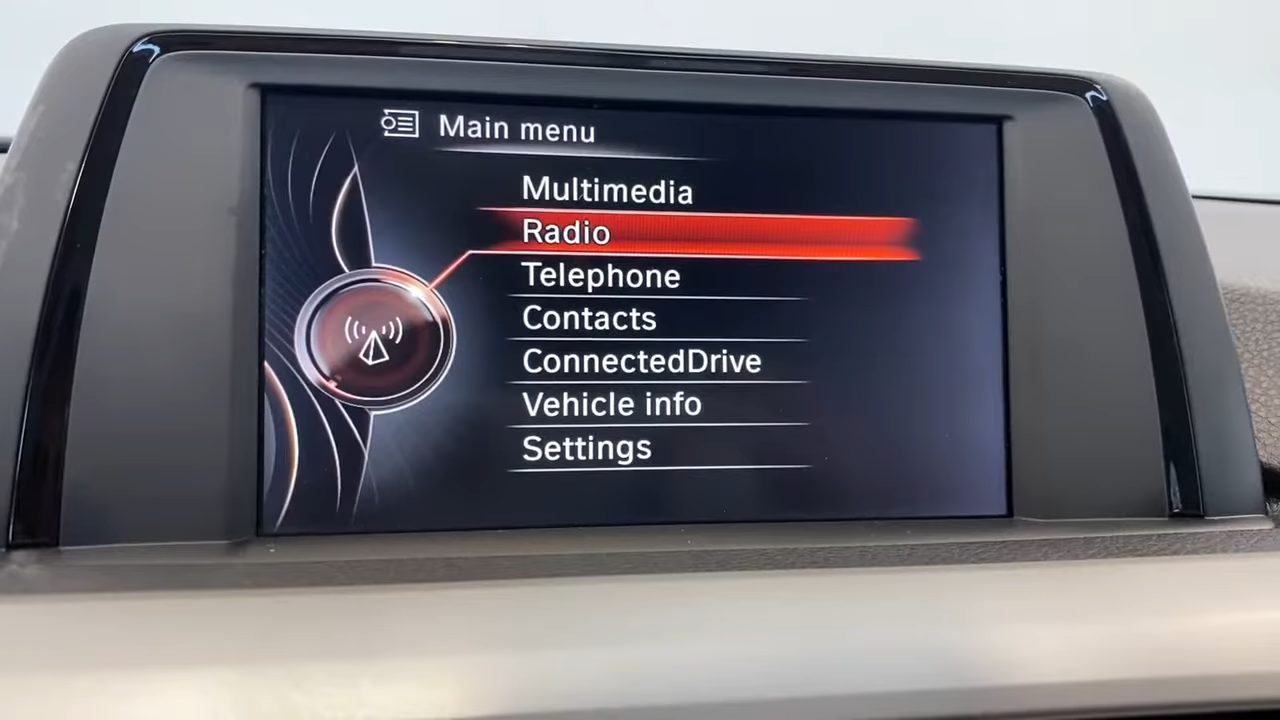 Main menu
Multimedia
Radio
Telephone
Contacts
ConnectedDrive
Vehicle info
Settings